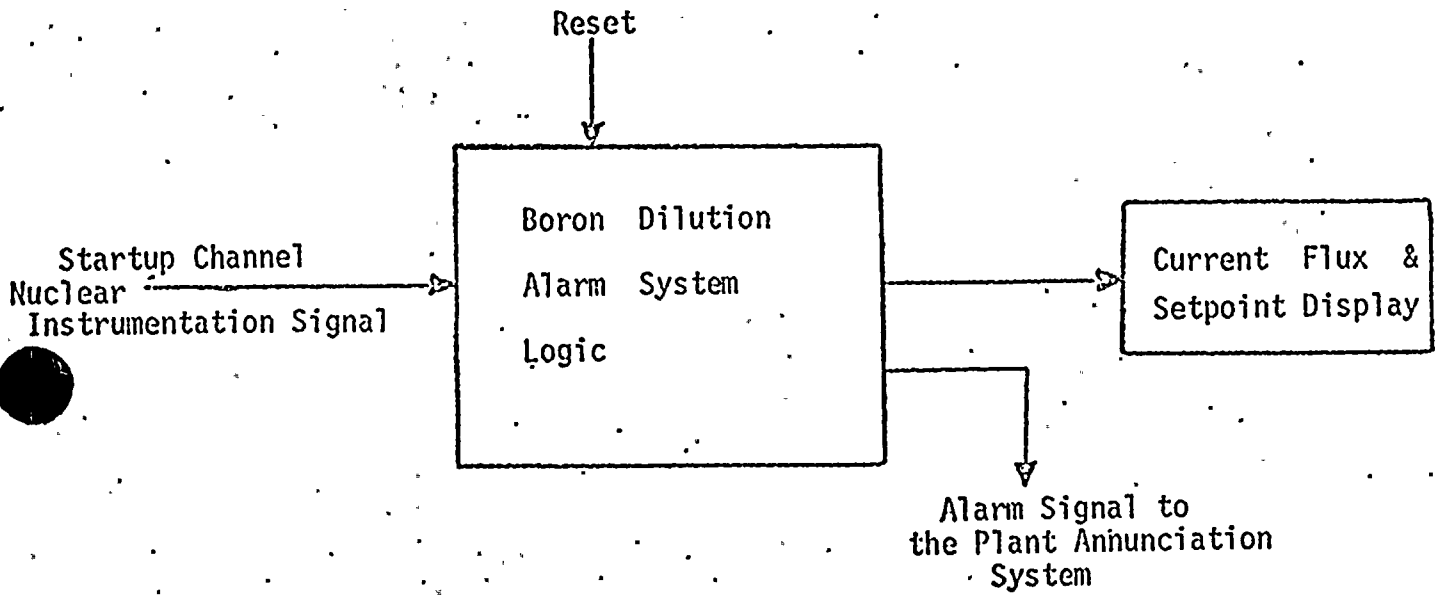 Reset
Boron Dilution
Alarm System
Logic
Startup Channel
Nuclear
Instrumentation Signal
Current Flux &
Setpoint Display
Alarm Signal to
the Plant Annunciation
System